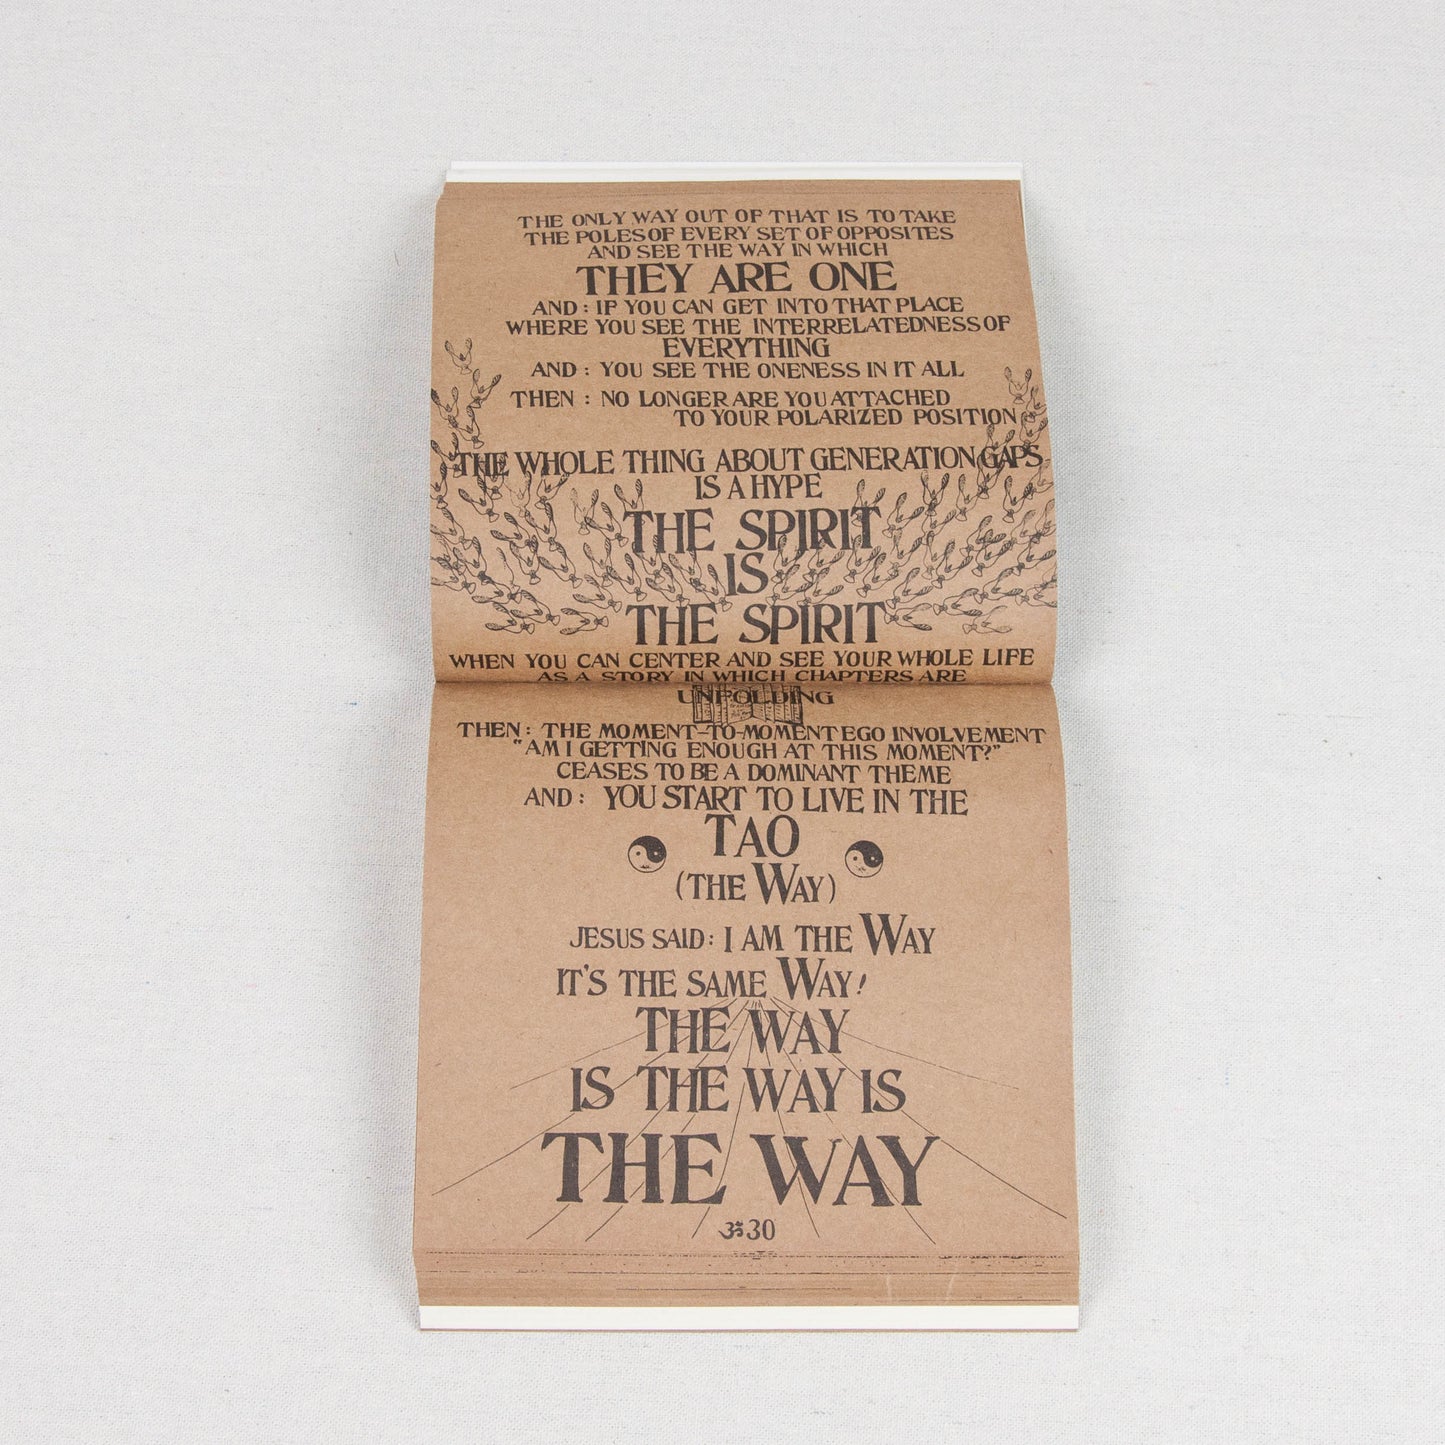 THE ONLY WAY OUT OF THAT IS TO TAKE
THE POLES OF EVERY SET OF OPPOSITES
AND SEE THE WAY IN WHICH
THEY ARE ONE
AND: IF YOU CAN GET INTO THAT PLACE
WHERE YOU SEE THE INTERRELATEDNESS OF
EVERYTHING
AND: YOU SEE THE ONENESS IN IT ALL
THEN: NO LONGER ARE YOU ATTACHED
TO YOUR POLARIZED POSITION
THE WHOLE THING ABOUT GENERATION GAPS
IS A HYPE
THE SPIRIT
IS
THE SPIRIT
WHEN YOU CAN CENTER AND SEE YOUR WHOLE LIFE
AS A STORY IN WHICH CHAPTERS ARE
UNFOLDING
THEN: THE MOMENT-TO-MOMENT EGO INVOLVEMENT
"AM I GETTING ENOUGH AT THIS MOMENT?"
CEASES TO BE A DOMINANT THEME
AND: YOU START TO LIVE IN THE
TAO
(THE WAY)
JESUS SAID: I AM THE WAY
IT'S THE SAME WAY!
THE WAY
IS THE WAY IS
THE WAY
ॐ30